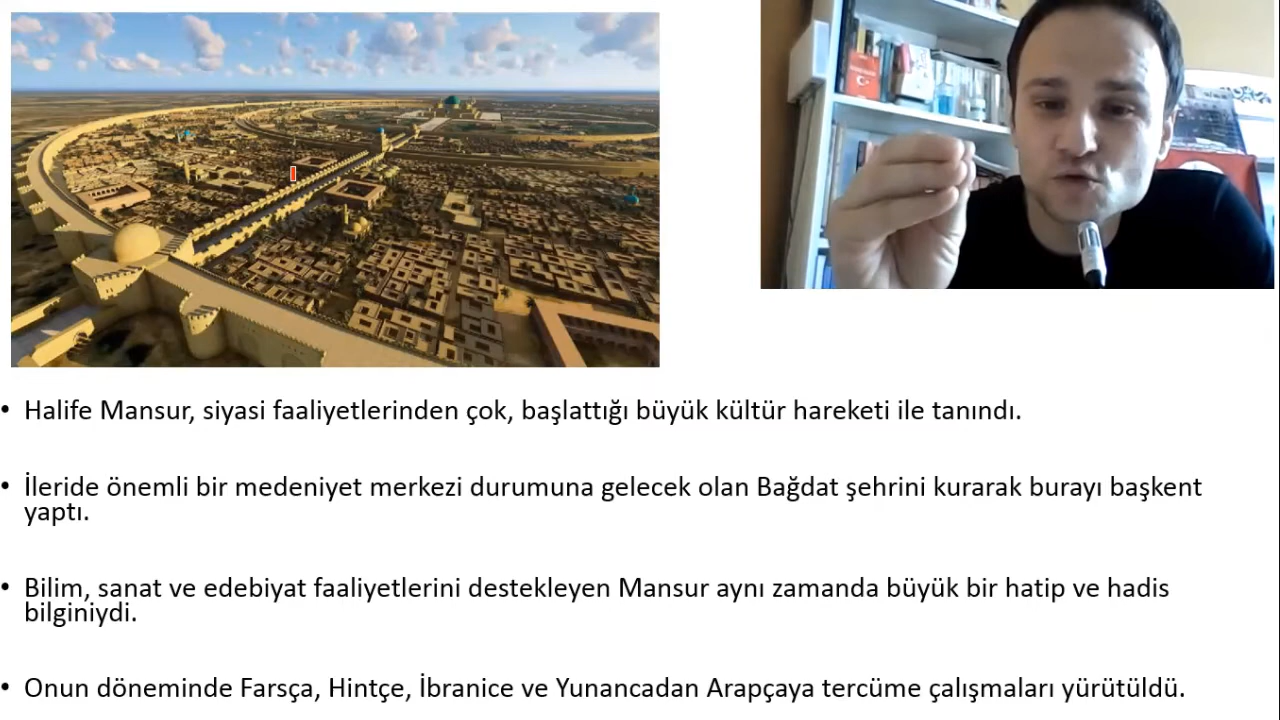 • Halife Mansur, siyasi faaliyetlerinden çok, başlattığı büyük kültür hareketi ile tanındı.
• İleride önemli bir medeniyet merkezi durumuna gelecek olan Bağdat şehrini kurarak burayı başkent
yaptı.
• Bilim, sanat ve edebiyat faaliyetlerini destekleyen Mansur aynı zamanda büyük bir hatip ve hadis
bilginiydi.
• Onun döneminde Farsça, Hintçe, İbranice ve Yunancadan Arapçaya tercüme çalışmaları yürütüldü.